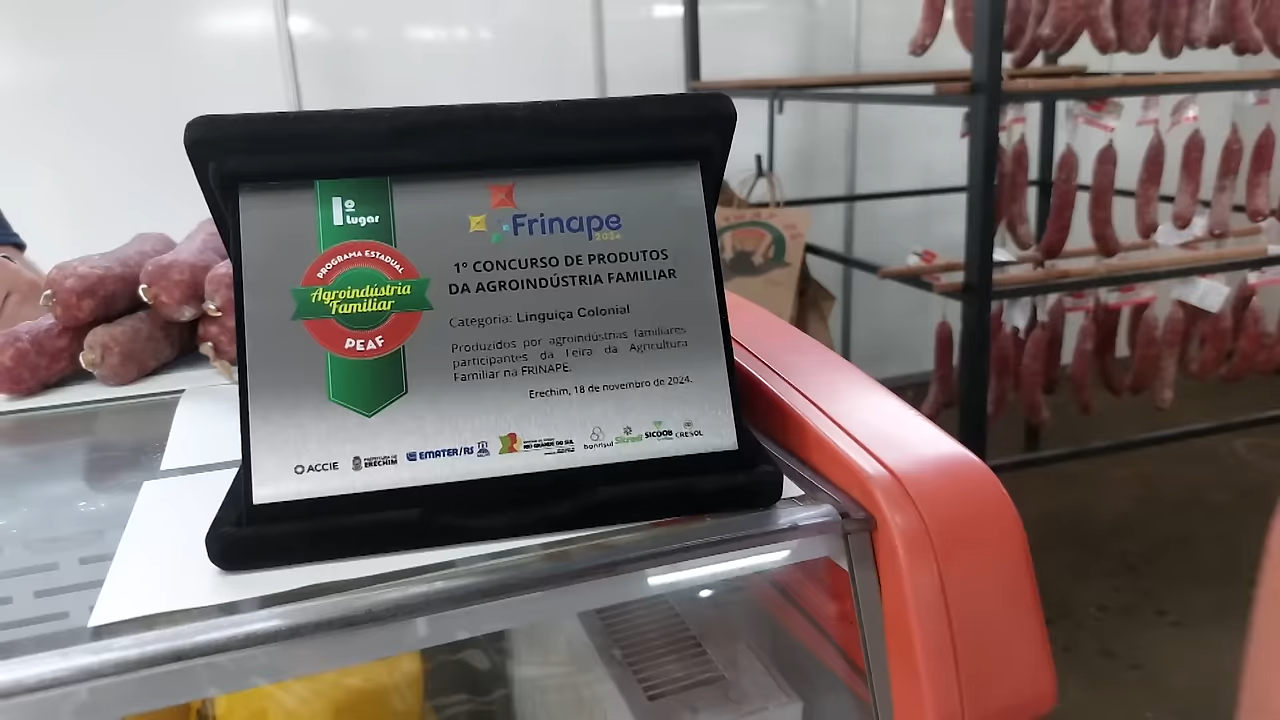 1º
Lugar
PROGRAMA ESTADUAL
Agroindústria
Familiar
PEAF
Frinape
2024
1º CONCURSO DE PRODUTOS
DA AGROINDÚSTRIA FAMILIAR
Categoria: Linguiça Colonial
Produzidos por agroindústrias familiares
participantes da Feira da Agricultura
Familiar na FRINAPE.
Erechim, 18 de novembro de 2024.
ACCIE
PREFEITURA DE
ERECHIM
EMATER/RS
RIO GRANDE DO SUL
banrisul
Sicredi
SICOOB
CRESOL